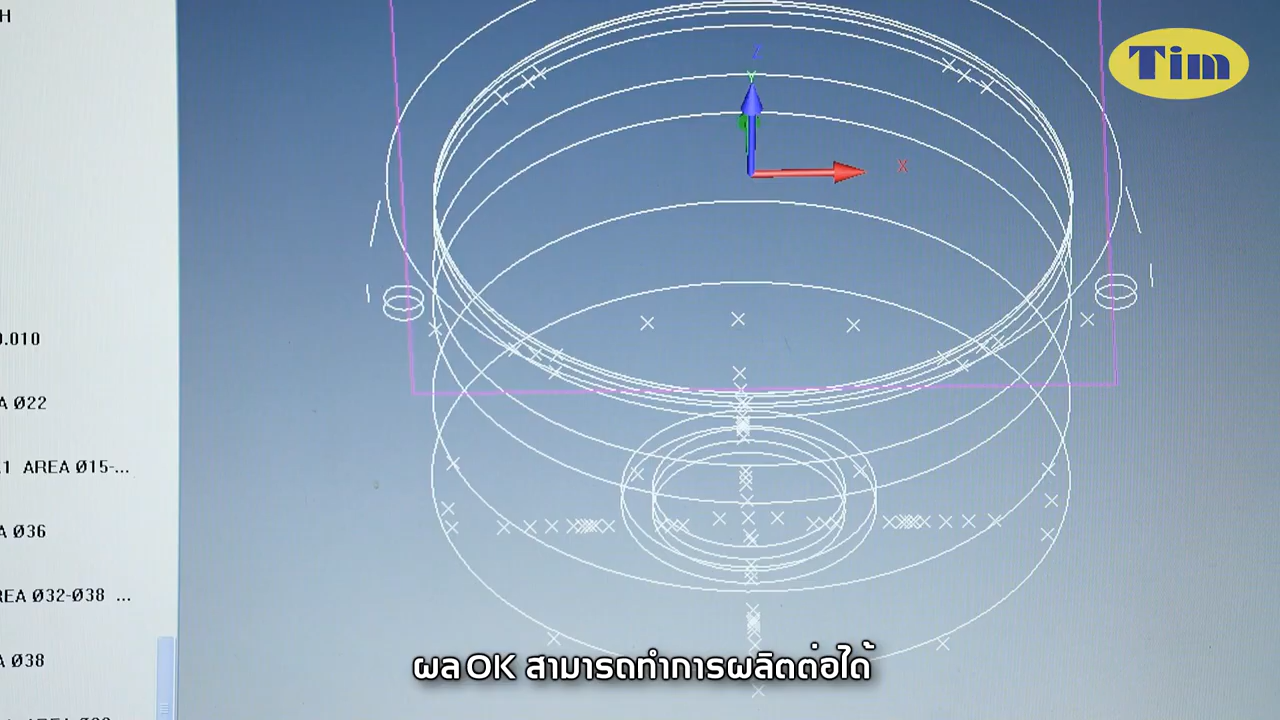 H
Tim
Z
Y
X
0.010
A Ø22
.1 AREA Ø15-...
A Ø36
REA Ø32-Ø38 ...
A Ø38
ผล OK สามารถทำการผลิตต่อได้